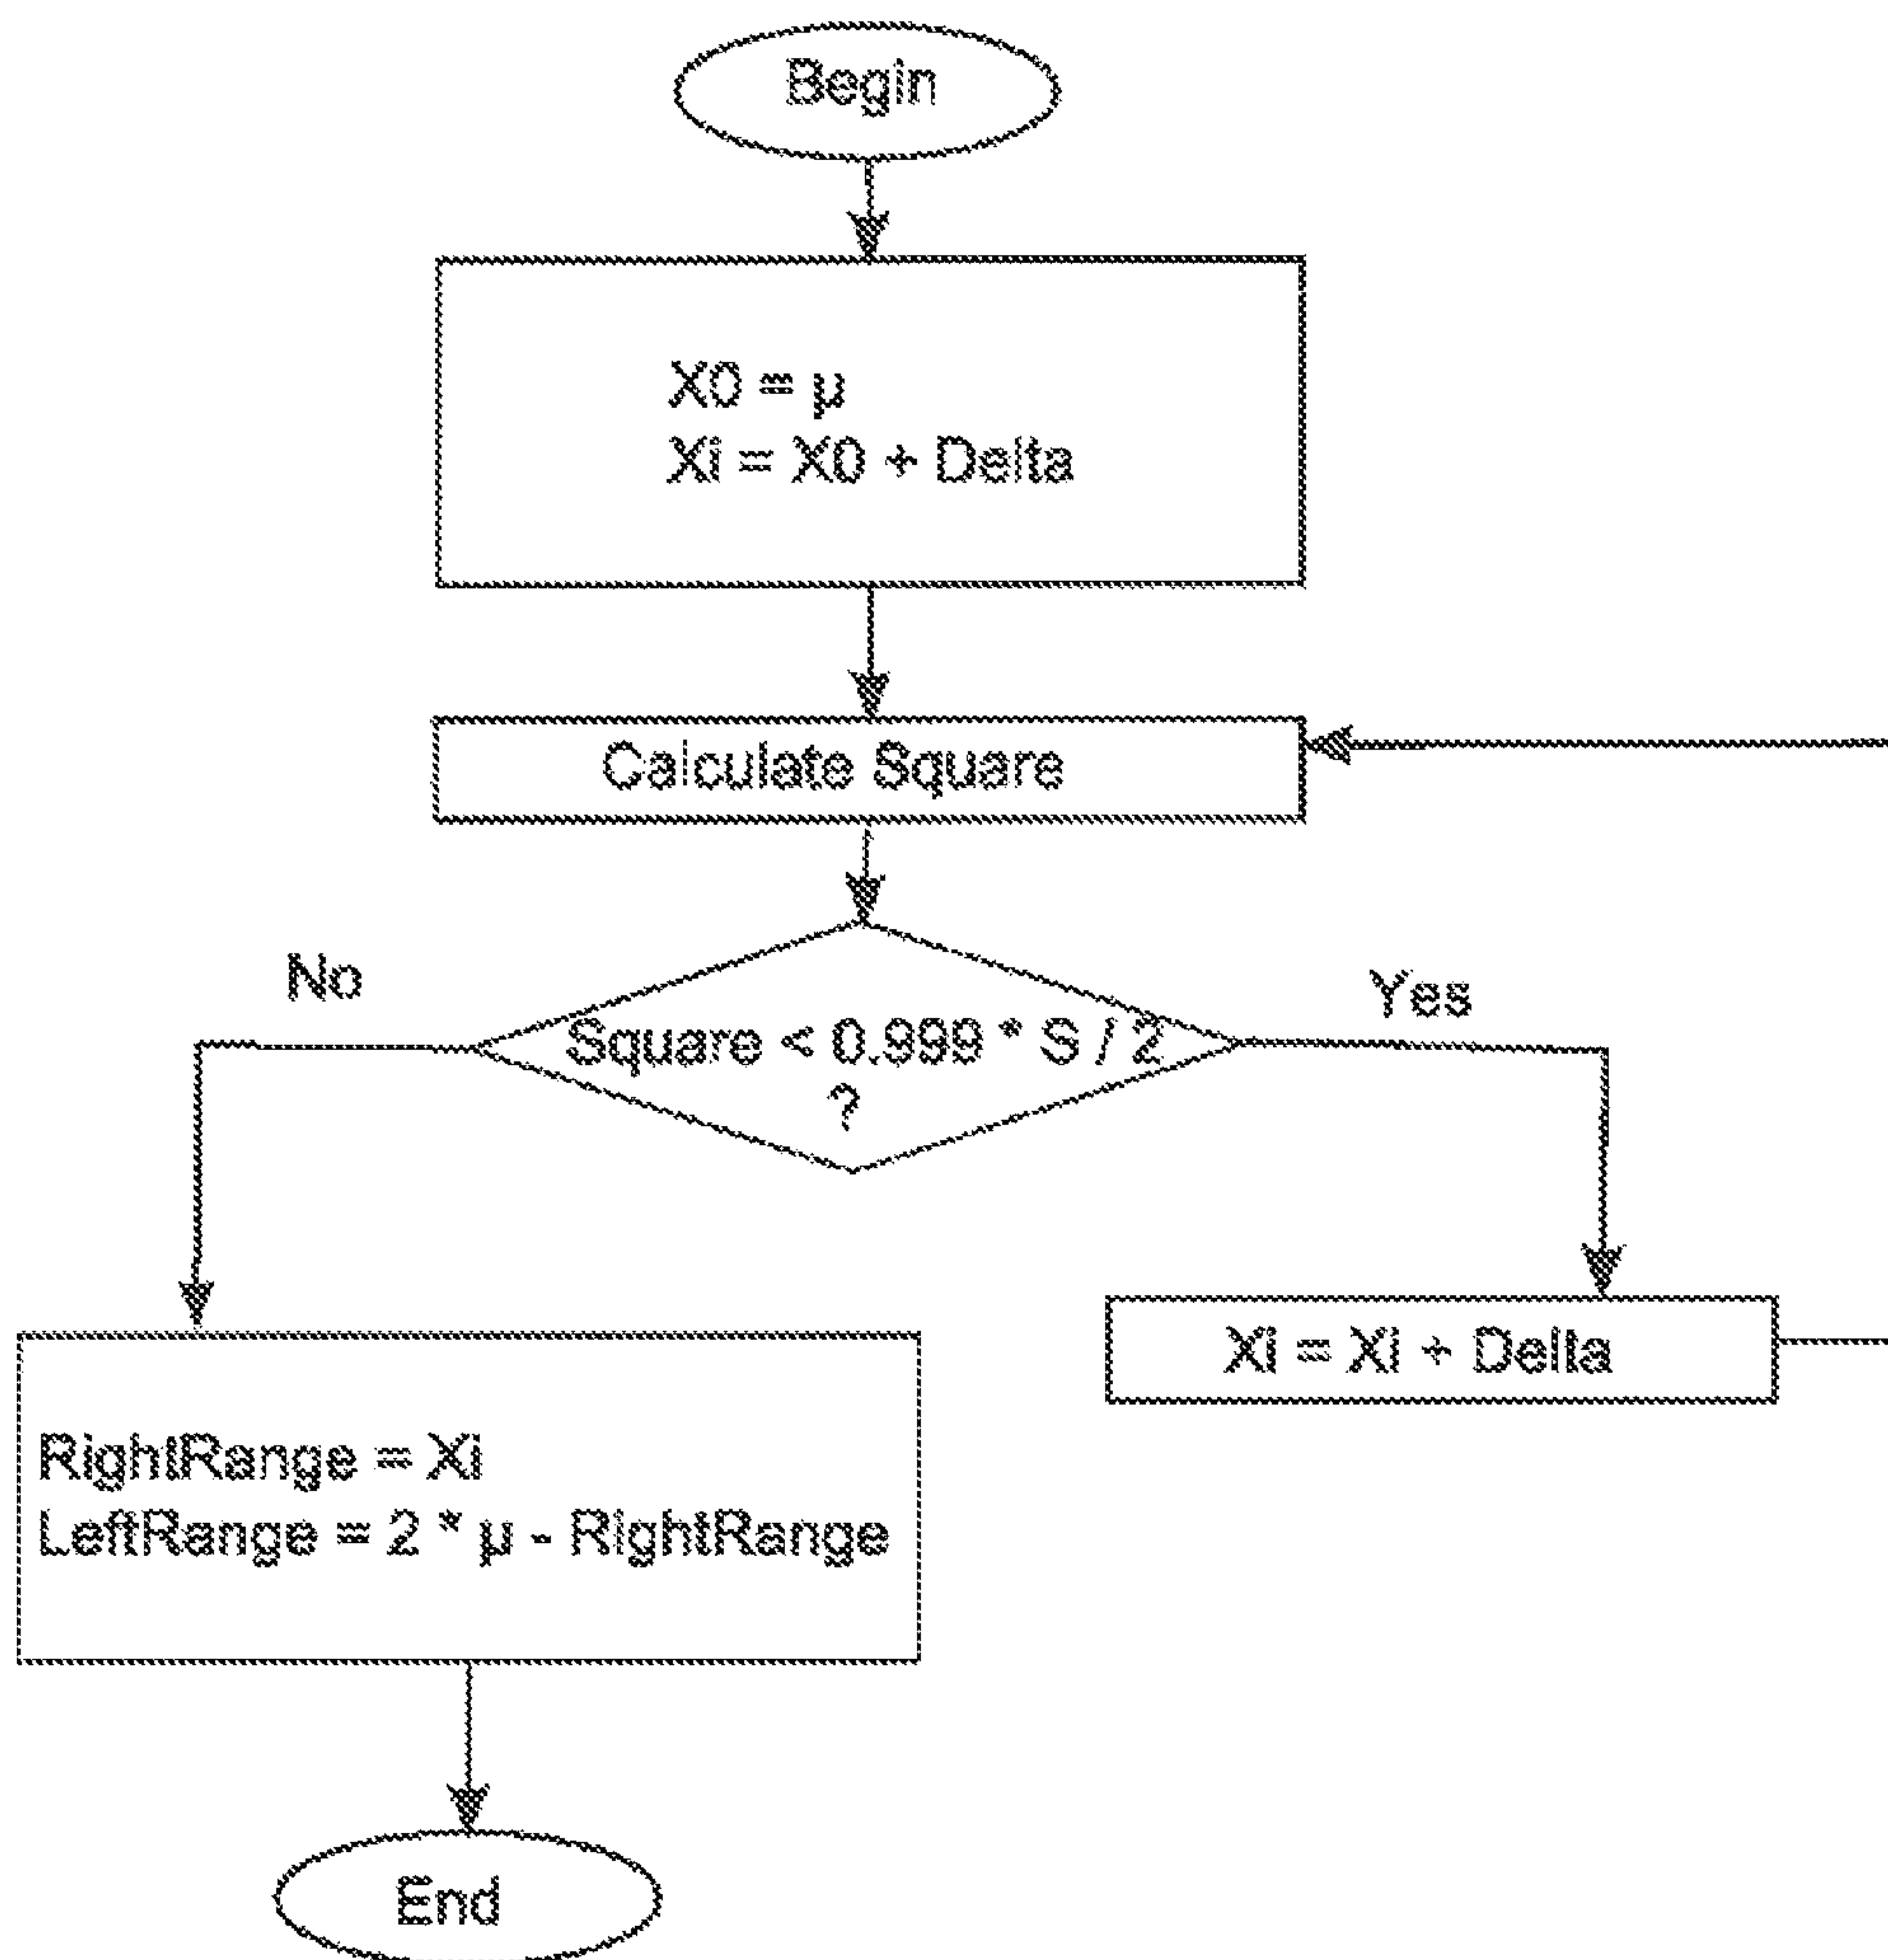 Begin
X0 = µ
Xi = X0 + Delta
Calculate Square
No
Yes
Square < 0.999 * S / 2
?
Xi = Xi + Delta
RightRange = Xi
LeftRange = 2 * µ - RightRange
End